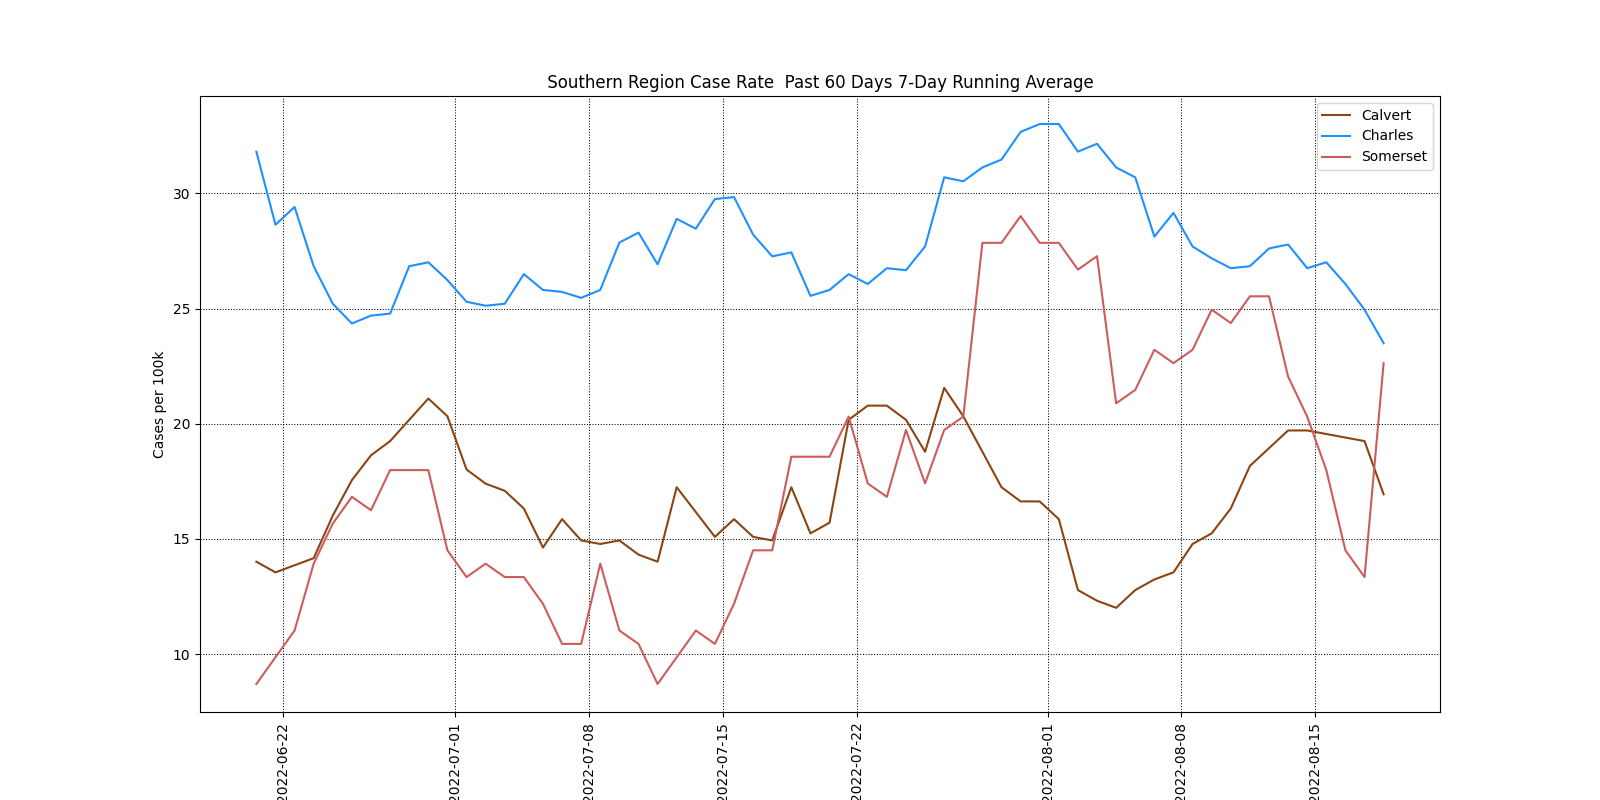 Southern Region Case Rate  Past 60 Days 7-Day Running Average
Calvert
Charles
Somerset
Cases per 100k
30
25
20
15
10
2022-06-22
2022-07-01
2022-07-08
2022-07-15
2022-07-22
2022-08-01
2022-08-08
2022-08-15